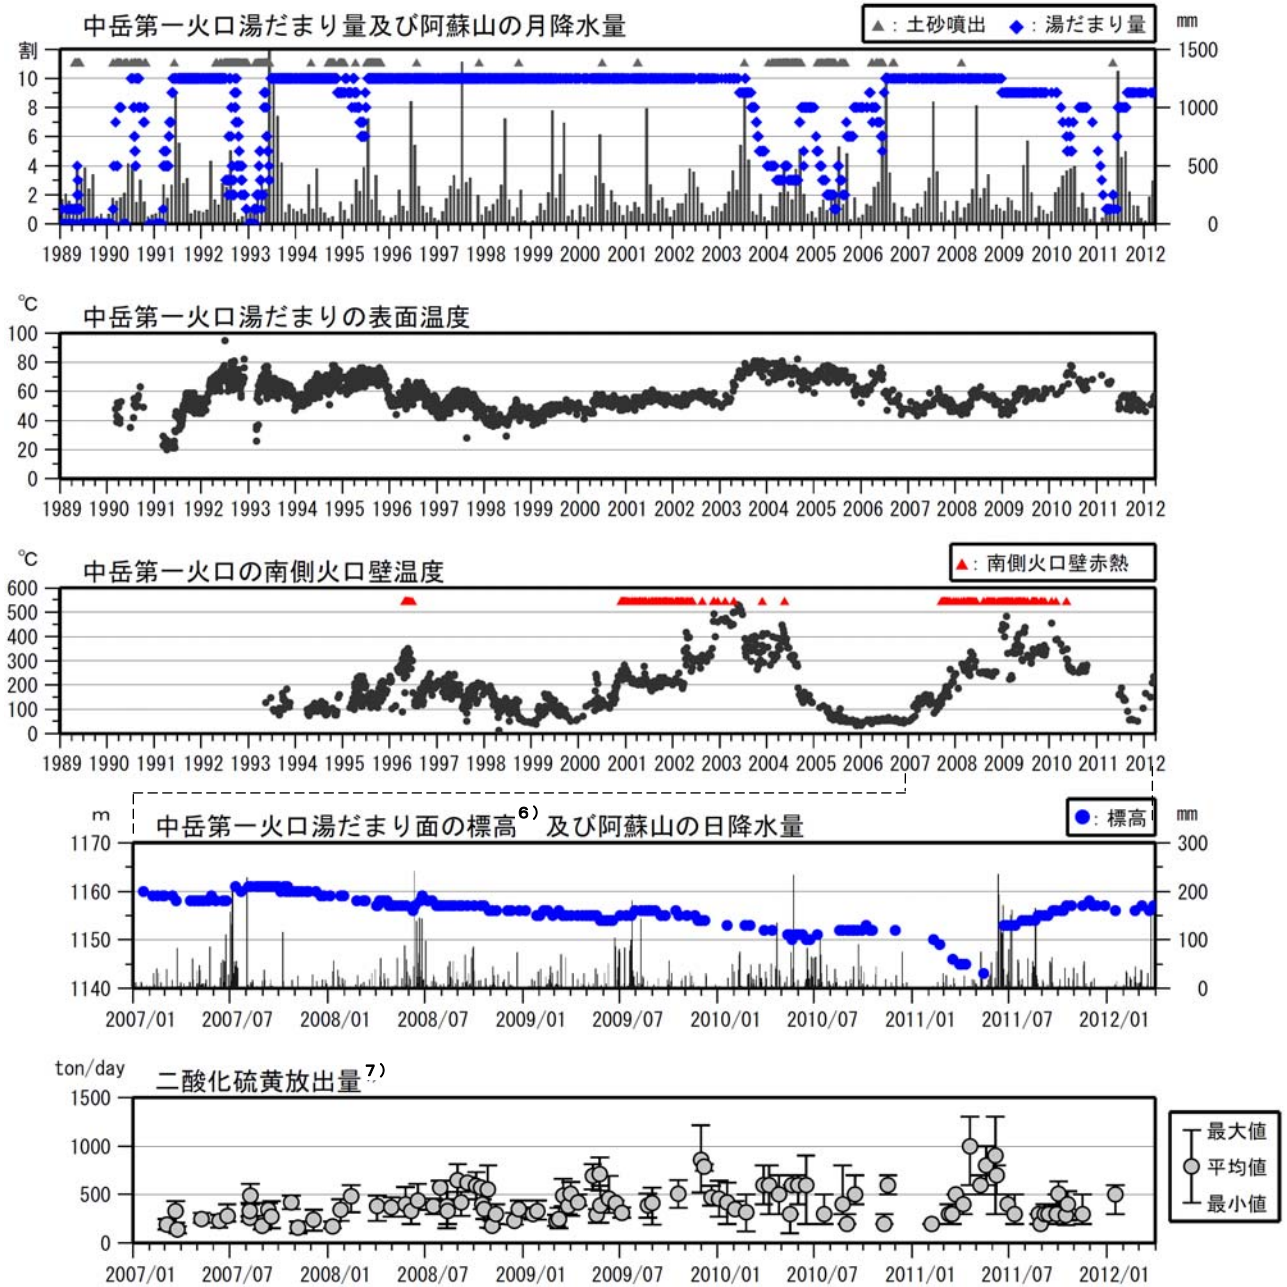 中岳第一火口湯だまり量及び阿蘇山の月降水量
▲：土砂噴出 ◆：湯だまり量
割
mm
10
8
6
4
2
0
1500
1000
500
0
1989 1990 1991 1992 1993 1994 1995 1996 1997 1998 1999 2000 2001 2002 2003 2004 2005 2006 2007 2008 2009 2010 2011 2012
℃
中岳第一火口湯だまりの表面温度
100
80
60
40
20
0
1989 1990 1991 1992 1993 1994 1995 1996 1997 1998 1999 2000 2001 2002 2003 2004 2005 2006 2007 2008 2009 2010 2011 2012
℃
中岳第一火口の南側火口壁温度
▲：南側火口壁赤熱
600
500
400
300
200
100
0
1989 1990 1991 1992 1993 1994 1995 1996 1997 1998 1999 2000 2001 2002 2003 2004 2005 2006 2007 2008 2009 2010 2011 2012
m
中岳第一火口湯だまり面の標高6) 及び阿蘇山の日降水量
●：標高
mm
1170
1160
1150
1140
300
200
100
0
2007/01 2007/07 2008/01 2008/07 2009/01 2009/07 2010/01 2010/07 2011/01 2011/07 2012/01
ton/day
二酸化硫黄放出量7)
1500
1000
500
0
最大値
平均値
最小値
2007/01 2007/07 2008/01 2008/07 2009/01 2009/07 2010/01 2010/07 2011/01 2011/07 2012/01